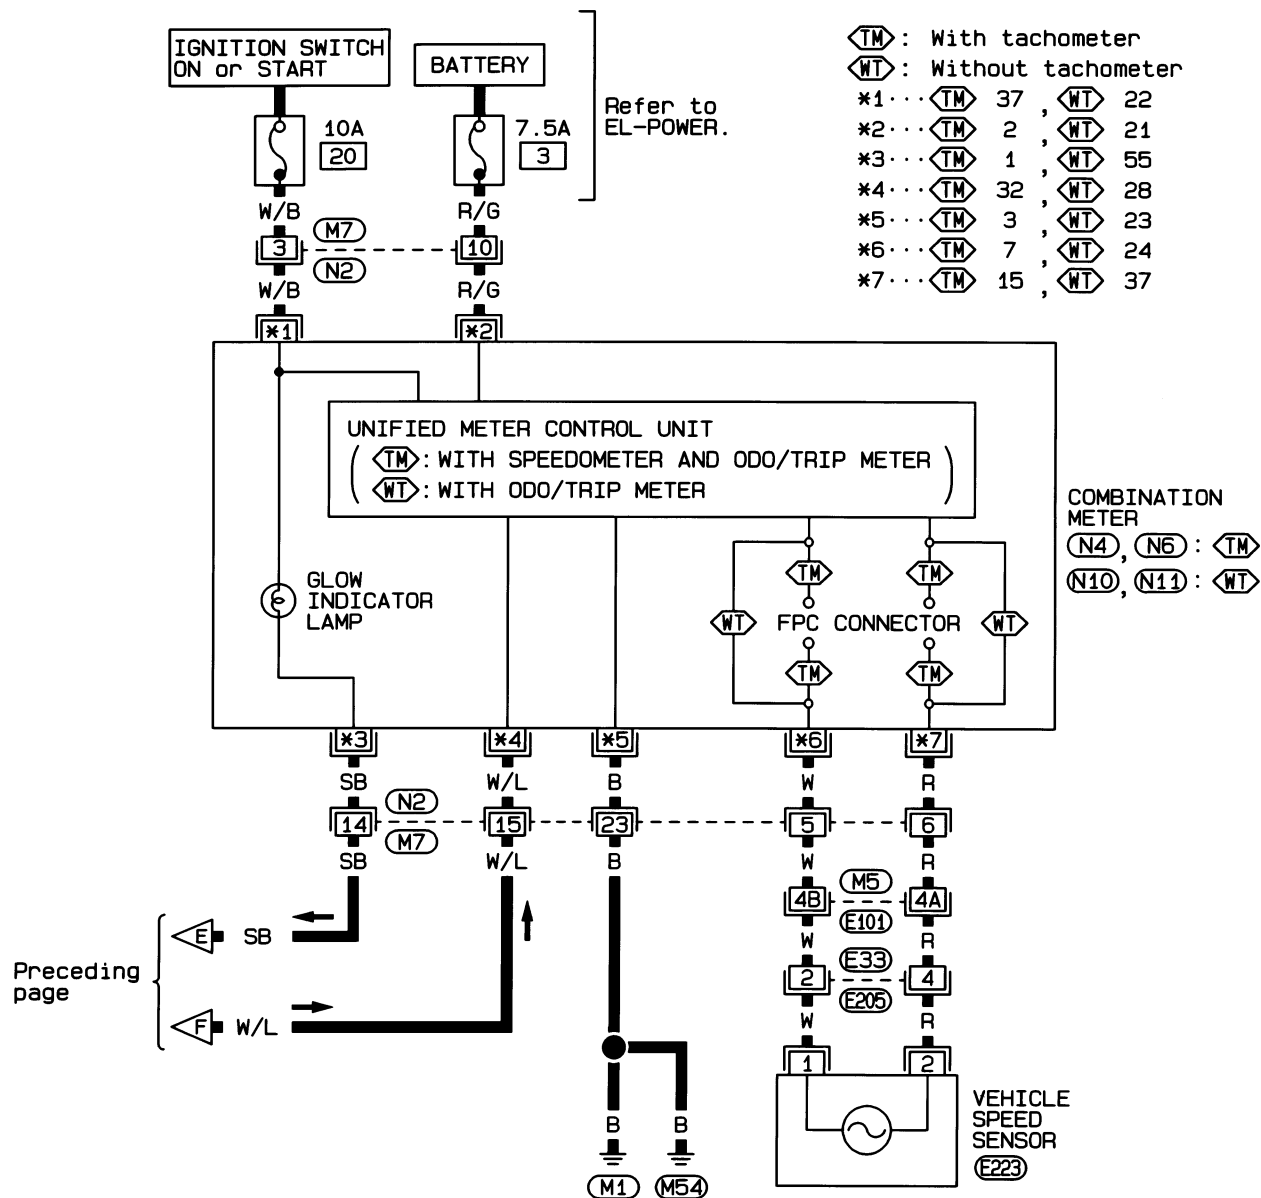 IGNITION SWITCH
ON or START
BATTERY
10A
20
7.5A
3
Refer to
EL-POWER.
TM : With tachometer
WT : Without tachometer
*1··· TM 37 , WT 22
*2··· TM 2 , WT 21
*3··· TM 1 , WT 55
*4··· TM 32 , WT 28
*5··· TM 3 , WT 23
*6··· TM 7 , WT 24
*7··· TM 15 , WT 37
W/B R/G
3 M7 10
N2
W/B R/G
*1 *2
UNIFIED METER CONTROL UNIT
( TM : WITH SPEEDOMETER AND ODO/TRIP METER
WT : WITH ODO/TRIP METER )
COMBINATION
METER
N4 , N6 : TM
N10 , N11 : WT
GLOW
INDICATOR
LAMP
TM TM
WT FPC CONNECTOR WT
TM TM
*3 *4 *5 *6 *7
SB W/L B W R
N2
14 15 23 5 6
M7
SB W/L B W R
M5
4B 4A
E101
E SB
W R
E33
2 4
E205
Preceding
page
F W/L
W R
1 2
VEHICLE
SPEED
SENSOR
E223
B B
M1 M54